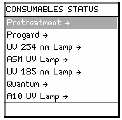 CONSUMABLES STATUS
Pretreatment →
Progard →
UV 254 nm Lamp →
ASM UV Lamp →
UV 185 nm Lamp →
Quantum →
A10 UV Lamp →